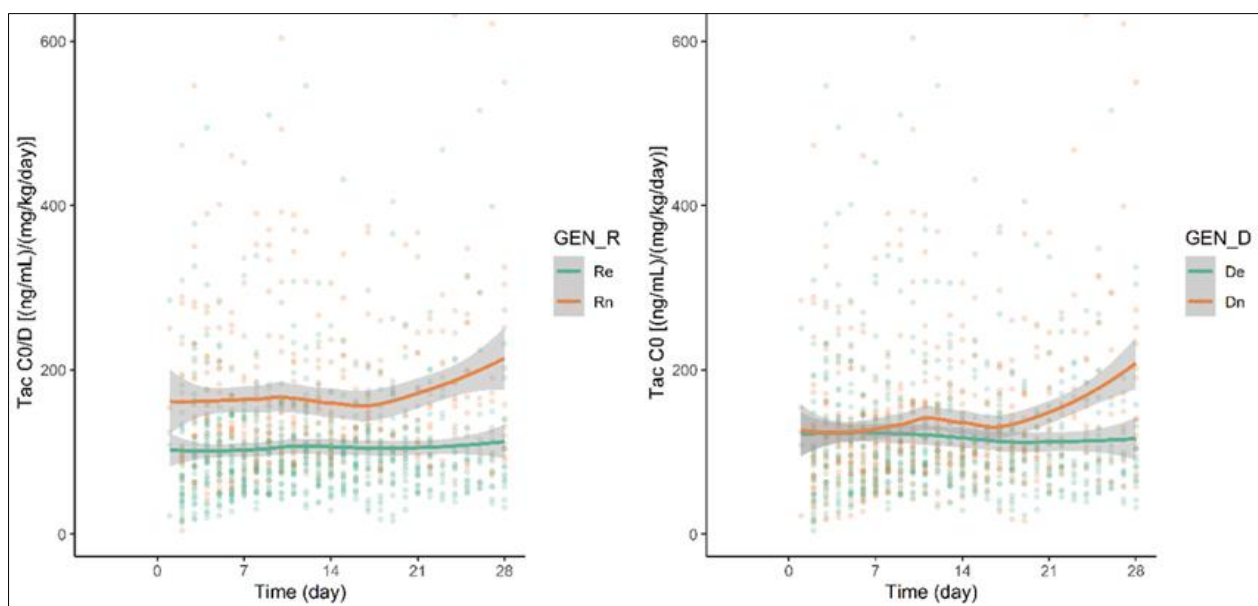 Tac C0/D [(ng/mL)/(mg/kg/day)]
600
400
200
0
0 7 14 21 28
Time (day)
GEN_R
Re
Rn
Tac C0 [(ng/mL)/(mg/kg/day)]
600
400
200
0
0 7 14 21 28
Time (day)
GEN_D
De
Dn